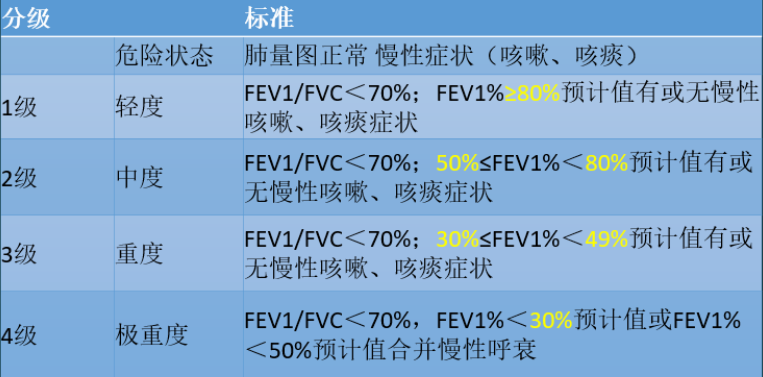 分级 标准
危险状态 肺量图正常 慢性症状（咳嗽、咳痰）
1级 轻度 FEV1/FVC＜70%；FEV1%≥80%预计值有或无慢性
咳嗽、咳痰症状
2级 中度 FEV1/FVC＜70%；50%≤FEV1%＜80%预计值有或
无慢性咳嗽、咳痰症状
3级 重度 FEV1/FVC＜70%；30%≤FEV1%＜49%预计值有或
无慢性咳嗽、咳痰症状
4级 极重度 FEV1/FVC＜70%，FEV1%＜30%预计值或FEV1%
＜50%预计值合并慢性呼衰